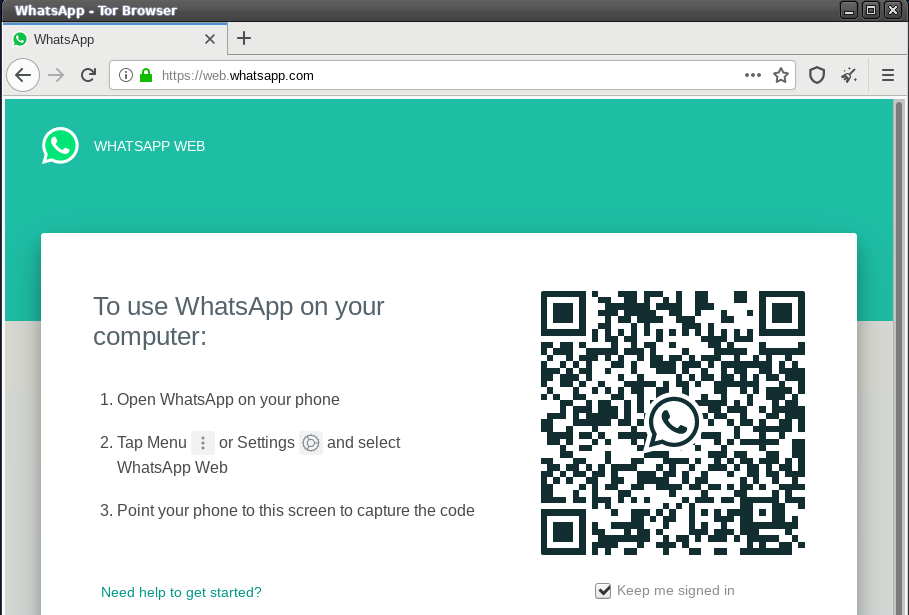 WhatsApp - Tor Browser
WhatsApp
https://web.whatsapp.com
WHATSAPP WEB
To use WhatsApp on your
computer:
1. Open WhatsApp on your phone
2. Tap Menu or Settings and select
WhatsApp Web
3. Point your phone to this screen to capture the code
Need help to get started?
Keep me signed in